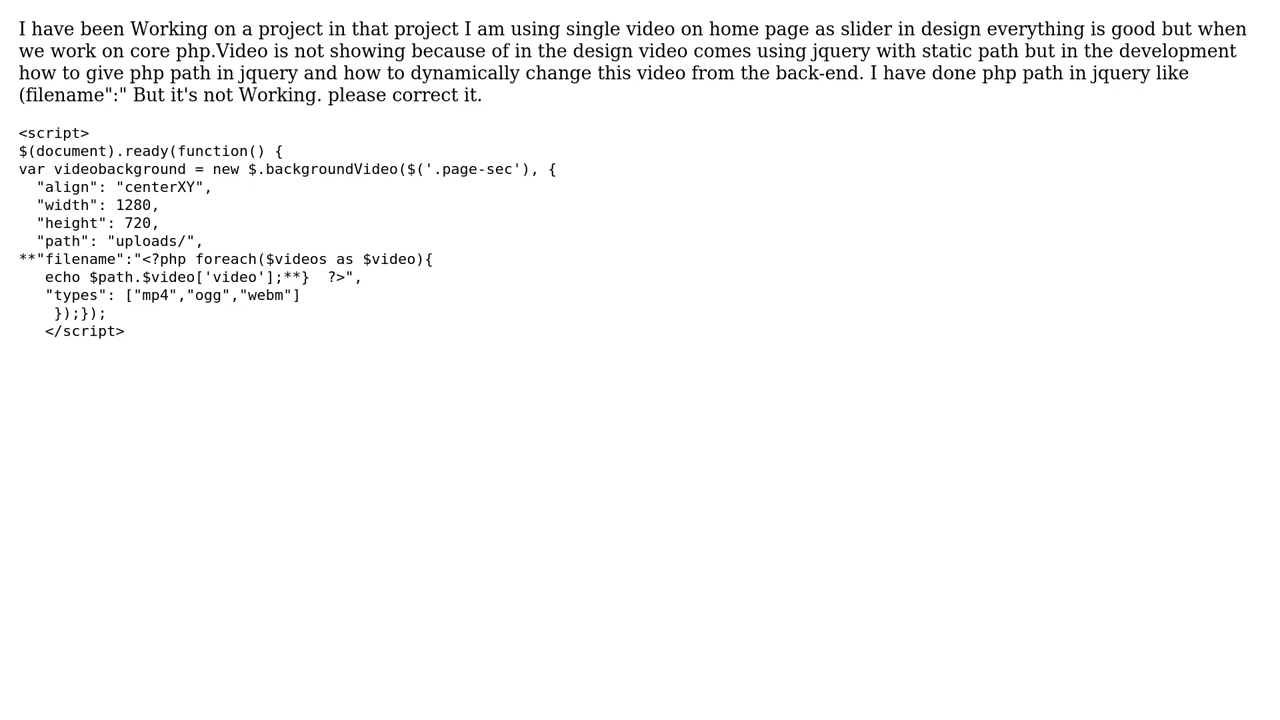 I have been Working on a project in that project I am using single video on home page as slider in design everything is good but when
we work on core php.Video is not showing because of in the design video comes using jquery with static path but in the development
how to give php path in jquery and how to dynamically change this video from the back-end. I have done php path in jquery like
(filename":" But it's not Working. please correct it.
<script>
$(document).ready(function() {
var videobackground = new $.backgroundVideo($('.page-sec'), {
  "align": "centerXY",
  "width": 1280,
  "height": 720,
  "path": "uploads/",
**"filename":"<?php foreach($videos as $video){
   echo $path.$video['video'];**}  ?>",
   "types": ["mp4","ogg","webm"]
    });});
   </script>